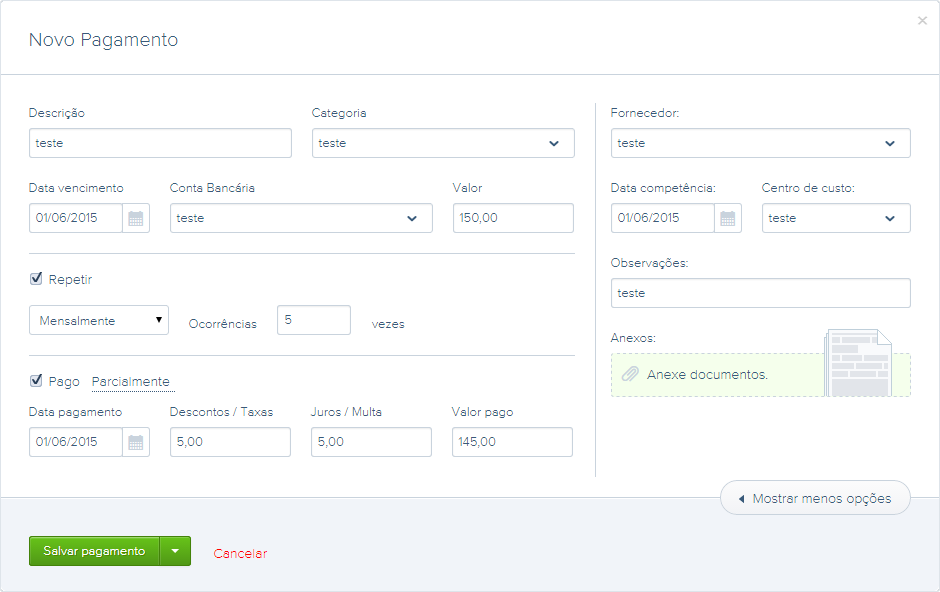 Novo Pagamento
Descrição
Categoria
teste
teste
Data vencimento
Conta Bancária
Valor
01/06/2015
teste
150,00
Repetir
Mensalmente
Ocorrências
5
vezes
Pago Parcialmente
Data pagamento
Descontos / Taxas
Juros / Multa
Valor pago
01/06/2015
5,00
5,00
145,00
Fornecedor:
teste
Data competência:
Centro de custo:
01/06/2015
teste
Observações:
teste
Anexos:
Anexe documentos.
Mostrar menos opções
Salvar pagamento
Cancelar